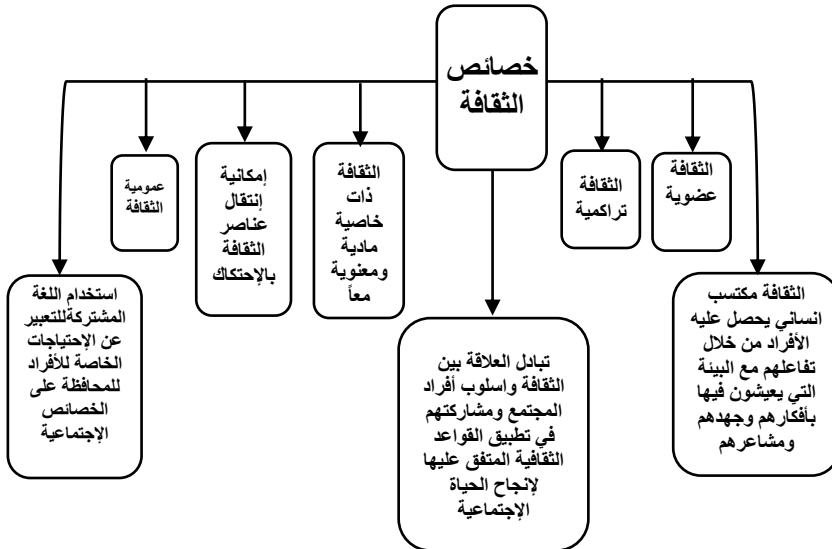 خصائص
الثقافة
الثقافة مكتسب
انساني يحصل عليه
الأفراد من خلال
تفاعلهم مع البيئة
التي يعيشون فيها
بأفكارهم وجهدهم
ومشاعرهم
الثقافة
عضوية
الثقافة
تراكمية
تبادل العلاقة بين
الثقافة واسلوب أفراد
المجتمع ومشاركتهم
في تطبيق القواعد
الثقافية المتفق عليها
لإنجاح الحياة
الإجتماعية
الثقافة
ذات
خاصية
مادية
ومعنوية
معاً
إمكانية
إنتقال
عناصر
الثقافة
بالإحتكاك
عمومية
الثقافة
استخدام اللغة
المشتركةللتعبير
عن الإحتياجات
الخاصة للأفراد
للمحافظة على
الخصائص
الإجتماعية